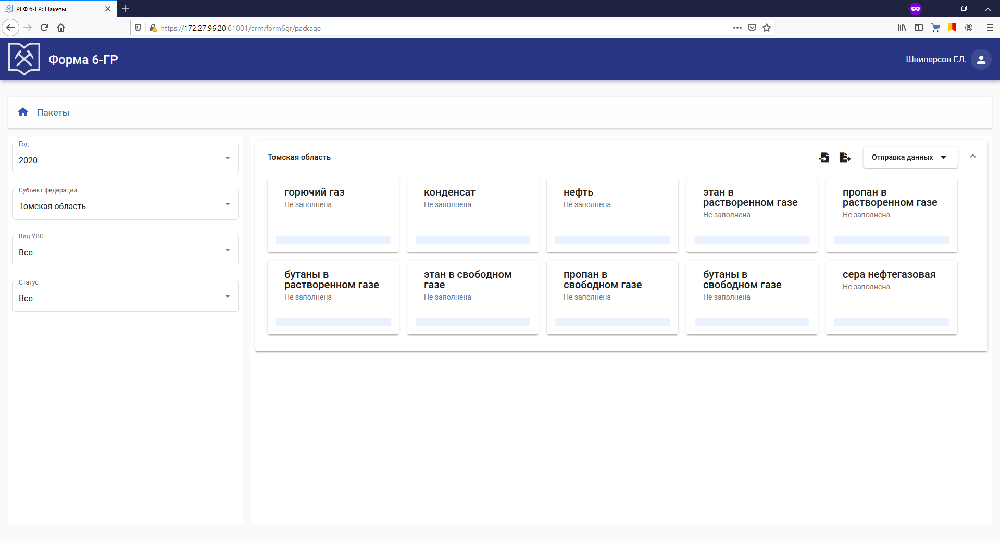 РГФ 6-ГР: Пакеты
https://172.27.96.20:61001/arm/form6gr/package
Форма 6-ГР
Шниперсон Г.Л.
Пакеты
Год
2020
Субъект федерации
Томская область
Вид УВС
Все
Статус
Все
Томская область
Отправка данных
горючий газ
Не заполнена
конденсат
Не заполнена
нефть
Не заполнена
этан в
растворенном газе
Не заполнена
пропан в
растворенном газе
Не заполнена
бутаны в
растворенном газе
Не заполнена
этан в свободном
газе
Не заполнена
пропан в
свободном газе
Не заполнена
бутаны в
свободном газе
Не заполнена
сера нефтегазовая
Не заполнена